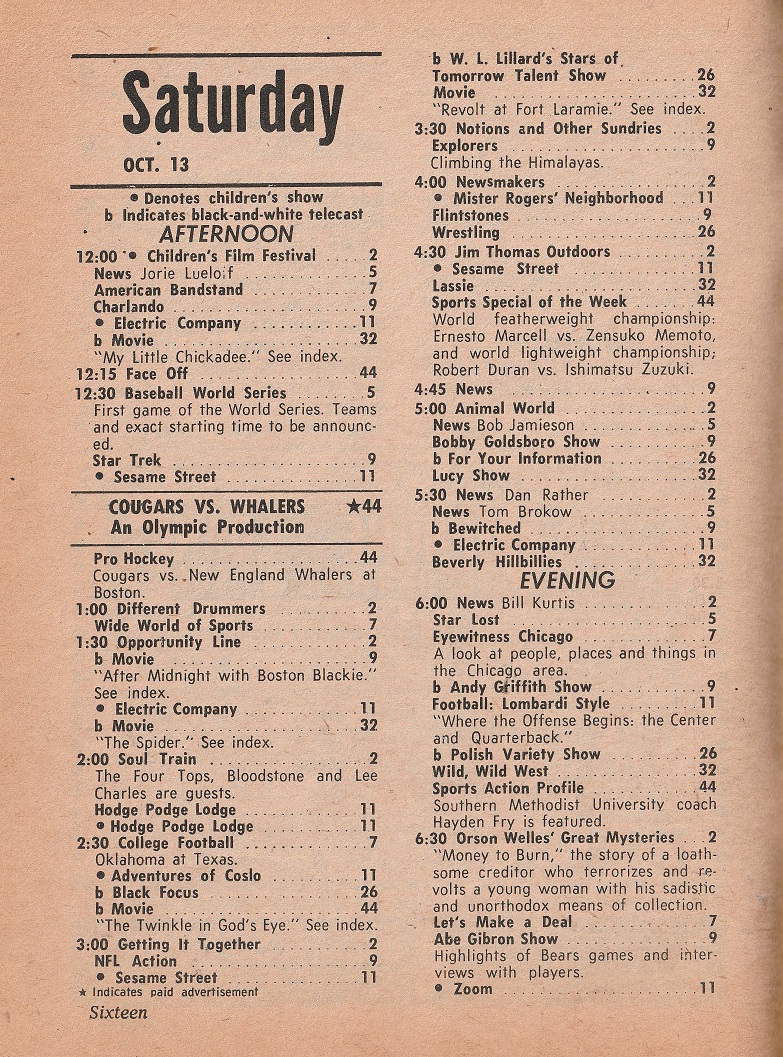 Saturday
OCT. 13
• Denotes children's show
b Indicates black-and-white telecast
AFTERNOON
12:00 • Children's Film Festival ..... 2
News Jorie Lueloif ............. 5
American Bandstand ............ 7
Charlando ..................... 9
• Electric Company ............ 11
b Movie ....................... 32
"My Little Chickadee." See index.
12:15 Face Off ................. 44
12:30 Baseball World Series ....... 5
First game of the World Series. Teams
and exact starting time to be announc-
ed.
Star Trek ..................... 9
• Sesame Street ............... 11
COUGARS VS. WHALERS ★44
An Olympic Production
Pro Hockey .................... 44
Cougars vs. New England Whalers at
Boston.
1:00 Different Drummers .......... 2
Wide World of Sports ........... 7
1:30 Opportunity Line ............ 2
b Movie ....................... 9
"After Midnight with Boston Blackie."
See index.
• Electric Company ............ 11
b Movie ....................... 32
"The Spider." See index.
2:00 Soul Train .................. 2
The Four Tops, Bloodstone and Lee
Charles are guests.
Hodge Podge Lodge ............. 11
• Hodge Podge Lodge ........... 11
2:30 College Football ............ 7
Oklahoma at Texas.
• Adventures of Coslo ......... 11
b Black Focus ................. 26
b Movie ....................... 44
"The Twinkle in God's Eye." See index.
3:00 Getting It Together ......... 2
NFL Action .................... 9
• Sesame Street ............... 11
★ Indicates paid advertisement
Sixteen
b W. L. Lillard's Stars of
Tomorrow Talent Show .......... 26
Movie ......................... 32
"Revolt at Fort Laramie." See index.
3:30 Notions and Other Sundries .... 2
Explorers ..................... 9
Climbing the Himalayas.
4:00 Newsmakers .................. 2
• Mister Rogers' Neighborhood ... 11
Flintstones ................... 9
Wrestling ..................... 26
4:30 Jim Thomas Outdoors ......... 2
• Sesame Street ............... 11
Lassie ........................ 32
Sports Special of the Week ....... 44
World featherweight championship:
Ernesto Marcell vs. Zensuko Memoto,
and world lightweight championship;
Robert Duran vs. Ishimatsu Zuzuki.
4:45 News ........................ 9
5:00 Animal World ................ 2
News Bob Jamieson .............. 5
Bobby Goldsboro Show ........... 9
b For Your Information ......... 26
Lucy Show ..................... 32
5:30 News Dan Rather ............. 2
News Tom Brokow ................ 5
b Bewitched ................... 9
• Electric Company ............ 11
Beverly Hillbillies ............ 32
EVENING
6:00 News Bill Kurtis ............ 2
Star Lost ..................... 5
Eyewitness Chicago ............. 7
A look at people, places and things in
the Chicago area.
b Andy Griffith Show ........... 9
Football: Lombardi Style ........ 11
"Where the Offense Begins: the Center
and Quarterback."
b Polish Variety Show .......... 26
Wild, Wild West ................ 32
Sports Action Profile ........... 44
Southern Methodist University coach
Hayden Fry is featured.
6:30 Orson Welles' Great Mysteries ... 2
"Money to Burn," the story of a loath-
some creditor who terrorizes and re-
volts a young woman with his sadistic
and unorthodox means of collection.
Let's Make a Deal .............. 7
Abe Gibron Show ................ 9
Highlights of Bears games and inter-
views with players.
• Zoom ........................ 11